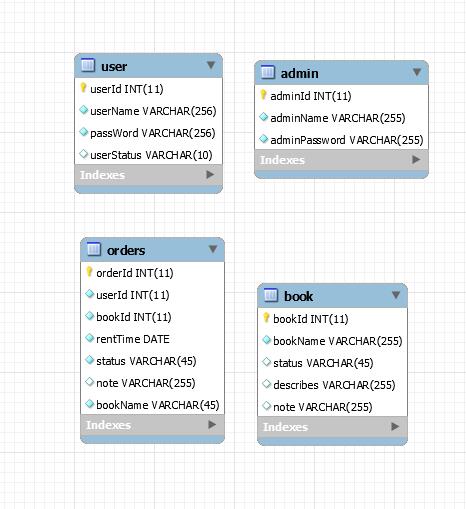 user
userId INT(11)
userName VARCHAR(256)
passWord VARCHAR(256)
userStatus VARCHAR(10)
Indexes
admin
adminId INT(11)
adminName VARCHAR(255)
adminPassword VARCHAR(255)
Indexes
orders
orderId INT(11)
userId INT(11)
bookId INT(11)
rentTime DATE
status VARCHAR(45)
note VARCHAR(255)
bookName VARCHAR(45)
Indexes
book
bookId INT(11)
bookName VARCHAR(255)
status VARCHAR(45)
describes VARCHAR(255)
note VARCHAR(255)
Indexes